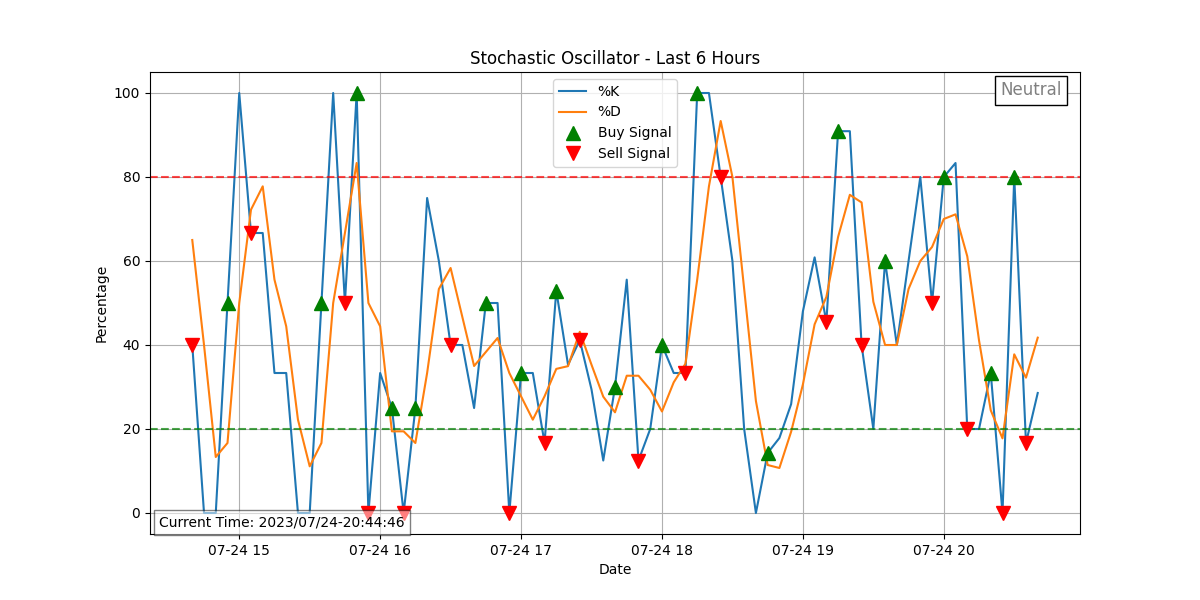 Stochastic Oscillator - Last 6 Hours
Neutral
%K
%D
Buy Signal
Sell Signal
100
80
60
40
20
0
Percentage
Current Time: 2023/07/24-20:44:46
07-24 15
07-24 16
07-24 17
07-24 18
07-24 19
07-24 20
Date